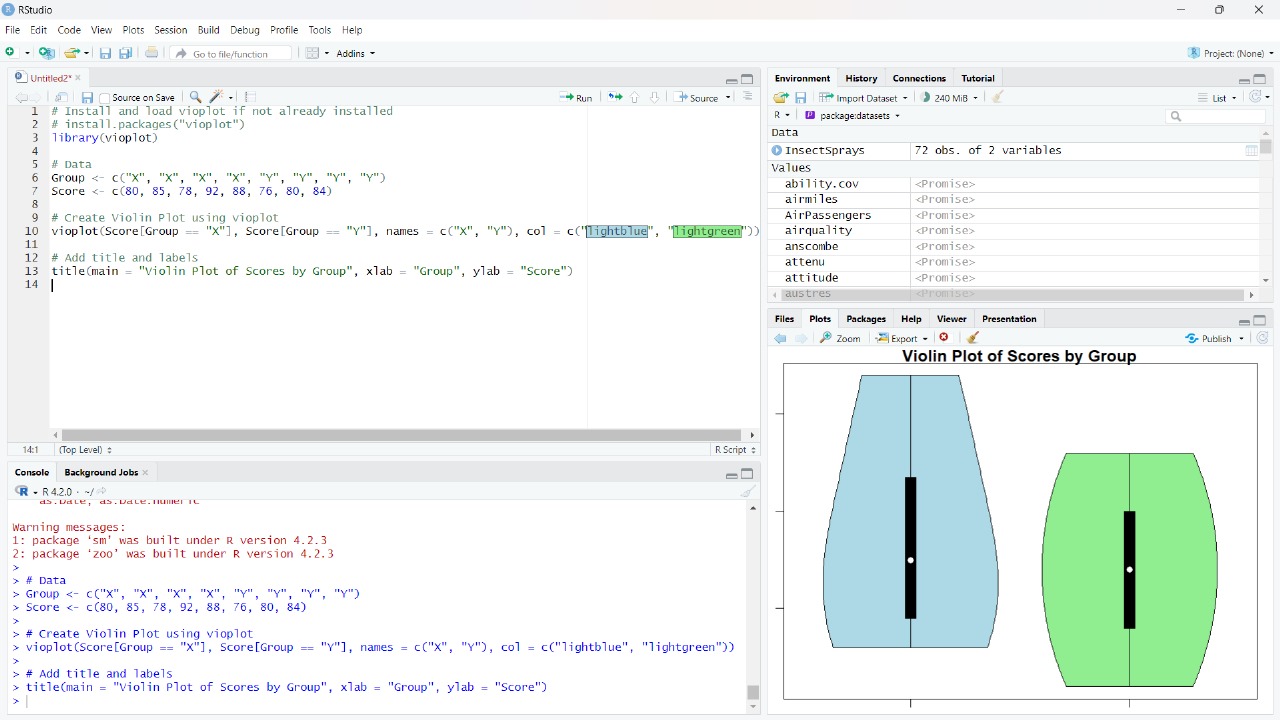 RStudio
File Edit Code View Plots Session Build Debug Profile Tools Help
Go to file/function Addins Project: (None)
Untitled2*
Source on Save Run Source
1 # Install and load vioplot if not already installed
2 # install.packages("vioplot")
3 library(vioplot)
4
5 # Data
6 Group <- c("X", "X", "X", "X", "Y", "Y", "Y", "Y")
7 Score <- c(80, 85, 78, 92, 88, 76, 80, 84)
8
9 # Create Violin Plot using vioplot
10 vioplot(Score[Group == "X"], Score[Group == "Y"], names = c("X", "Y"), col = c("lightblue", "lightgreen"))
11
12 # Add title and labels
13 title(main = "Violin Plot of Scores by Group", xlab = "Group", ylab = "Score")
14
14:1 (Top Level) R Script
Console Background Jobs
R 4.2.0 · ~/
as.Date, as.Date.numeric
Warning messages:
1: package ‘sm’ was built under R version 4.2.3
2: package ‘zoo’ was built under R version 4.2.3
>
> # Data
> Group <- c("X", "X", "X", "X", "Y", "Y", "Y", "Y")
> Score <- c(80, 85, 78, 92, 88, 76, 80, 84)
>
> # Create Violin Plot using vioplot
> vioplot(Score[Group == "X"], Score[Group == "Y"], names = c("X", "Y"), col = c("lightblue", "lightgreen"))
>
> # Add title and labels
> title(main = "Violin Plot of Scores by Group", xlab = "Group", ylab = "Score")
>
Environment History Connections Tutorial
Import Dataset 240 MiB List
R package:datasets
Data
InsectSprays 72 obs. of 2 variables
Values
ability.cov <Promise>
airmiles <Promise>
AirPassengers <Promise>
airquality <Promise>
anscombe <Promise>
attenu <Promise>
attitude <Promise>
austres <Promise>
Files Plots Packages Help Viewer Presentation
Zoom Export Publish
Violin Plot of Scores by Group